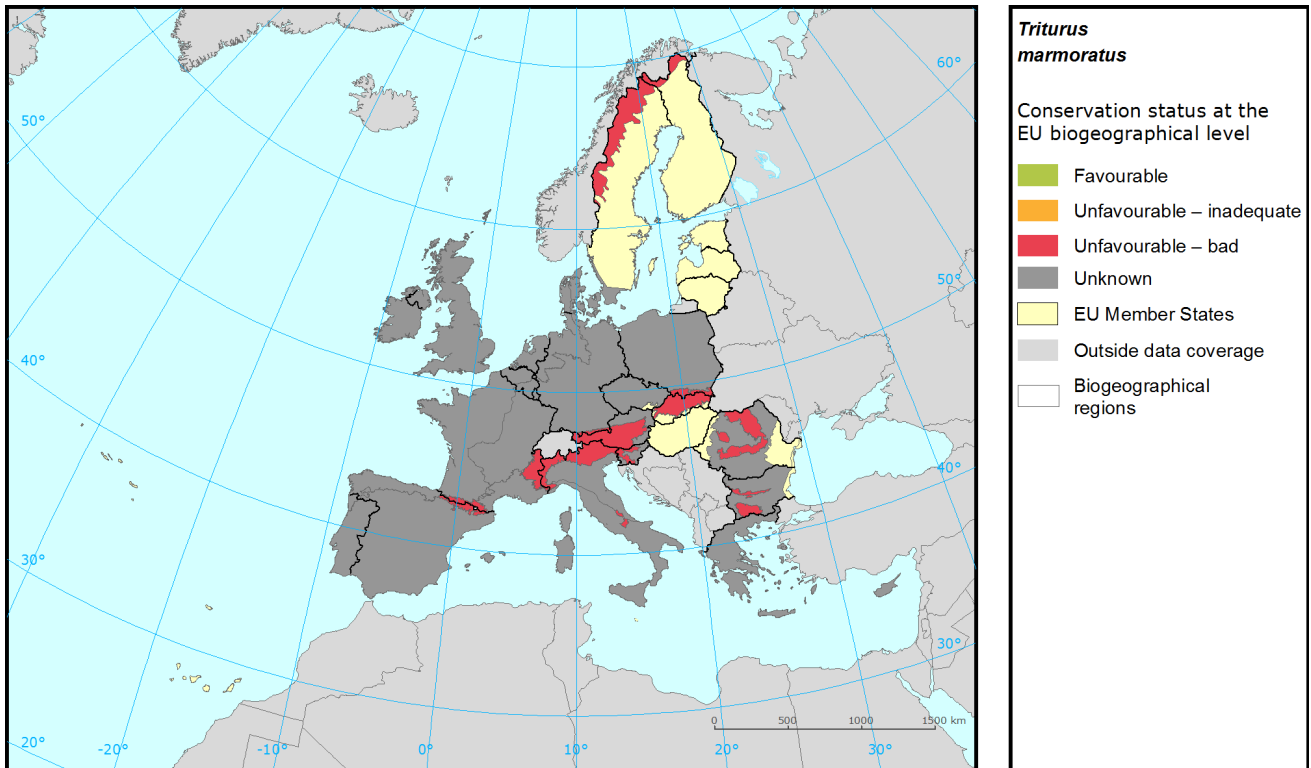 Triturus
marmoratus
Conservation status at the
EU biogeographical level
Favourable
Unfavourable – inadequate
Unfavourable – bad
Unknown
EU Member States
Outside data coverage
Biogeographical
regions
60°
50°
50°
40°
40°
30°
30°
20°
-20°
-10°
0°
10°
20°
30°
0 500 1000 1500 km